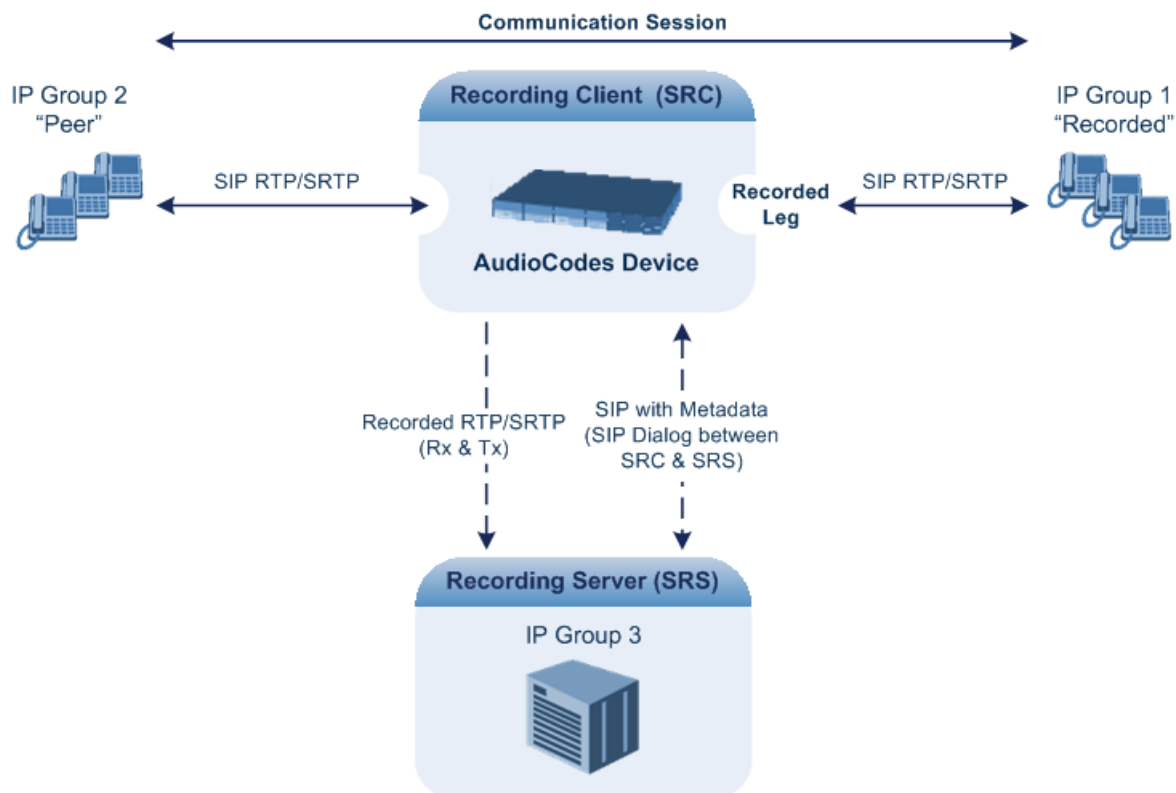 Communication Session
IP Group 2
“Peer”
Recording Client (SRC)
IP Group 1
“Recorded”
SIP RTP/SRTP
Recorded
Leg
SIP RTP/SRTP
AudioCodes Device
Recorded RTP/SRTP
(Rx & Tx)
SIP with Metadata
(SIP Dialog between
SRC & SRS)
Recording Server (SRS)
IP Group 3